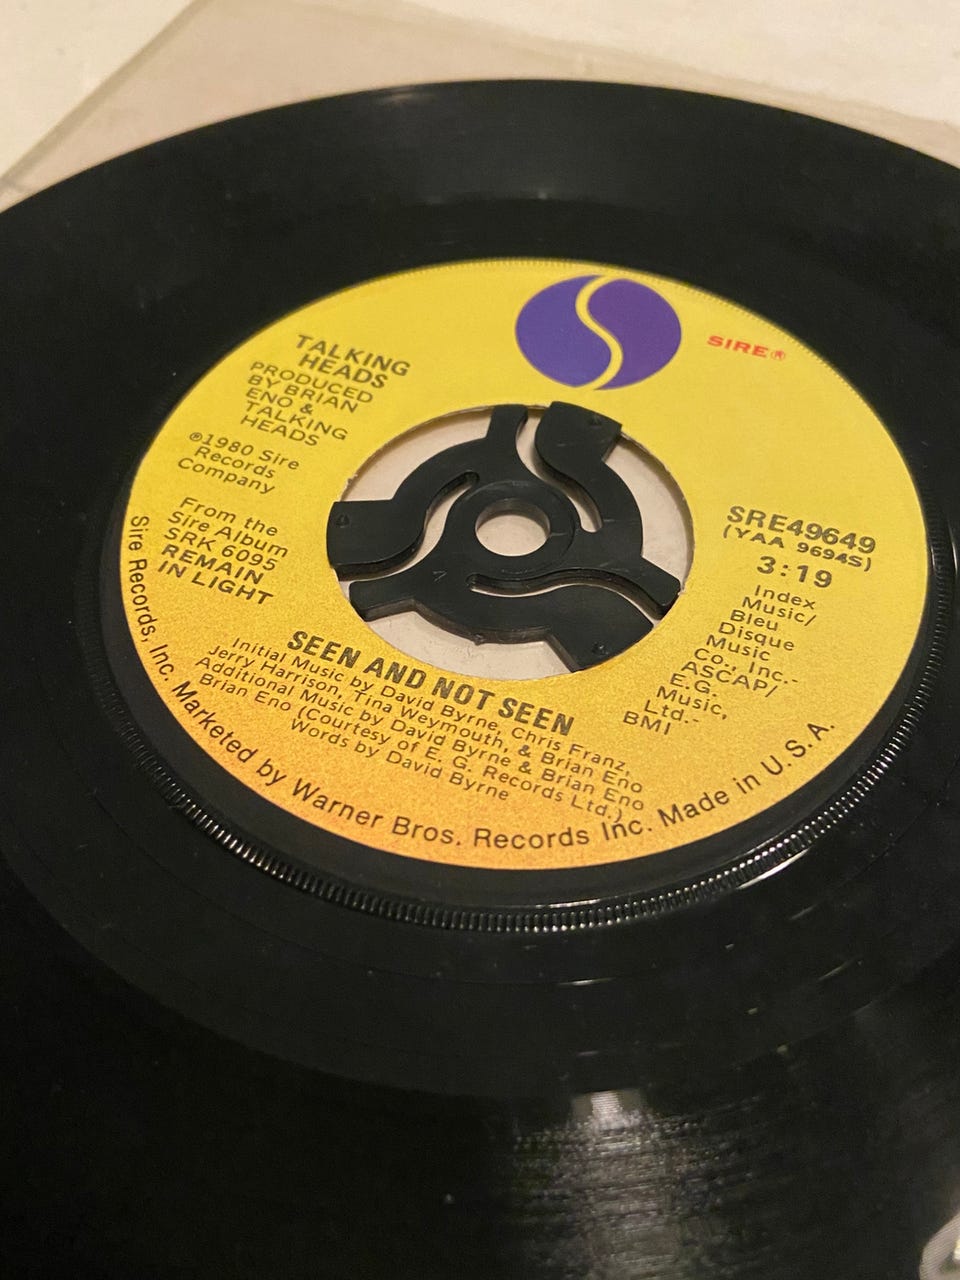 SIRE®
TALKING
HEADS
PRODUCED
BY BRIAN
ENO &
TALKING
HEADS
℗1980 Sire
Records
Company
From the
Sire Album
SRK 6095
REMAIN
IN LIGHT
SRE49649
(YAA 9694S)
3:19
Index
Music/
Bleu
Disque
Music
Co., Inc.-
ASCAP/
E.G.
Music,
Ltd.-
BMI
SEEN AND NOT SEEN
Initial Music by David Byrne, Chris Franz,
Jerry Harrison, Tina Weymouth, & Brian Eno
Additional Music by David Byrne & Brian Eno
Brian Eno (Courtesy of E. G. Records Ltd.)
Words by David Byrne
Sire Records, Inc. Marketed by Warner Bros. Records Inc. Made in U.S.A.